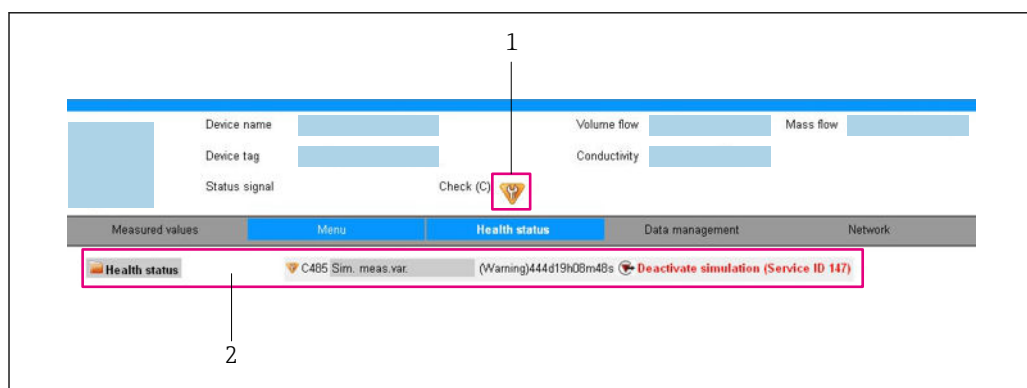 1
Device name Volume flow Mass flow
Device tag Conductivity
Status signal Check (C)
Measured values Menu Health status Data management Network
Health status C485 Sim. meas.var. (Warning)444d19h08m48s Deactivate simulation (Service ID 147)
2